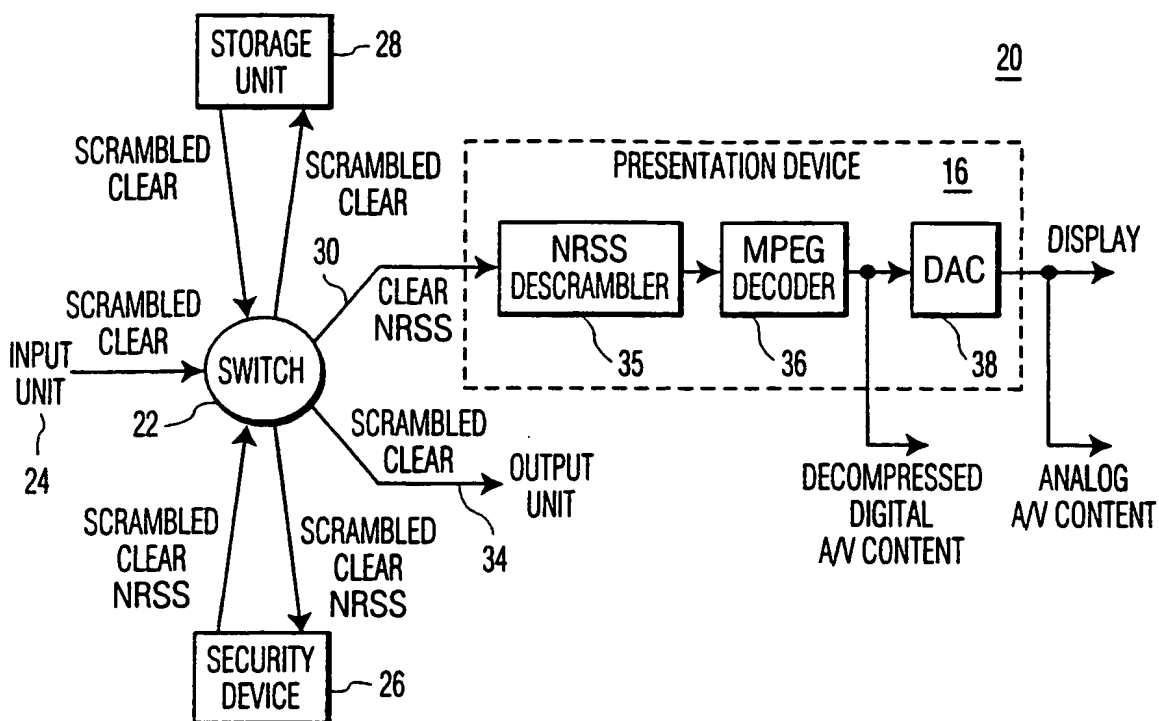 STORAGE
UNIT
28
20
SCRAMBLED
CLEAR
SCRAMBLED
CLEAR
PRESENTATION DEVICE
16
30
CLEAR
NRSS
NRSS
DESCRAMBLER
35
MPEG
DECODER
36
DAC
38
DISPLAY
SCRAMBLED
CLEAR
INPUT
UNIT
24
SWITCH
22
SCRAMBLED
CLEAR
34
OUTPUT
UNIT
DECOMPRESSED
DIGITAL
A/V CONTENT
ANALOG
A/V CONTENT
SCRAMBLED
CLEAR
NRSS
SCRAMBLED
CLEAR
NRSS
SECURITY
DEVICE
26